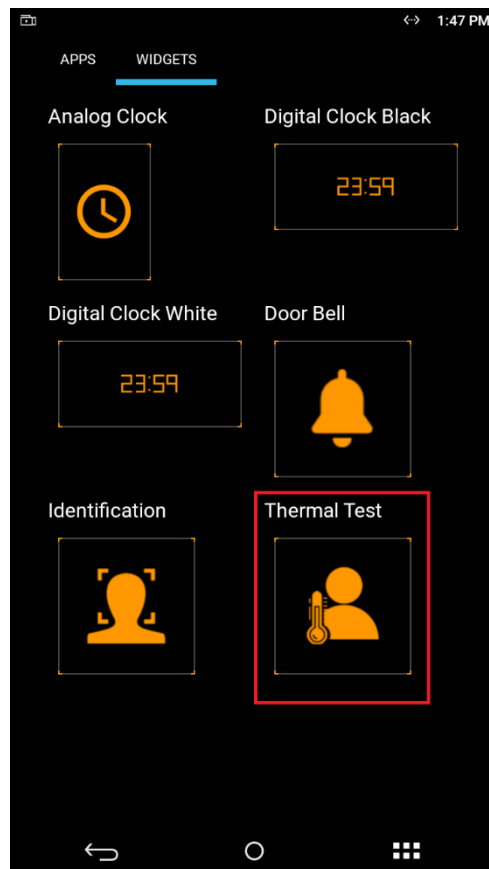 1:47 PM
APPS WIDGETS
Analog Clock Digital Clock Black
23:59
Digital Clock White Door Bell
23:59
Identification Thermal Test